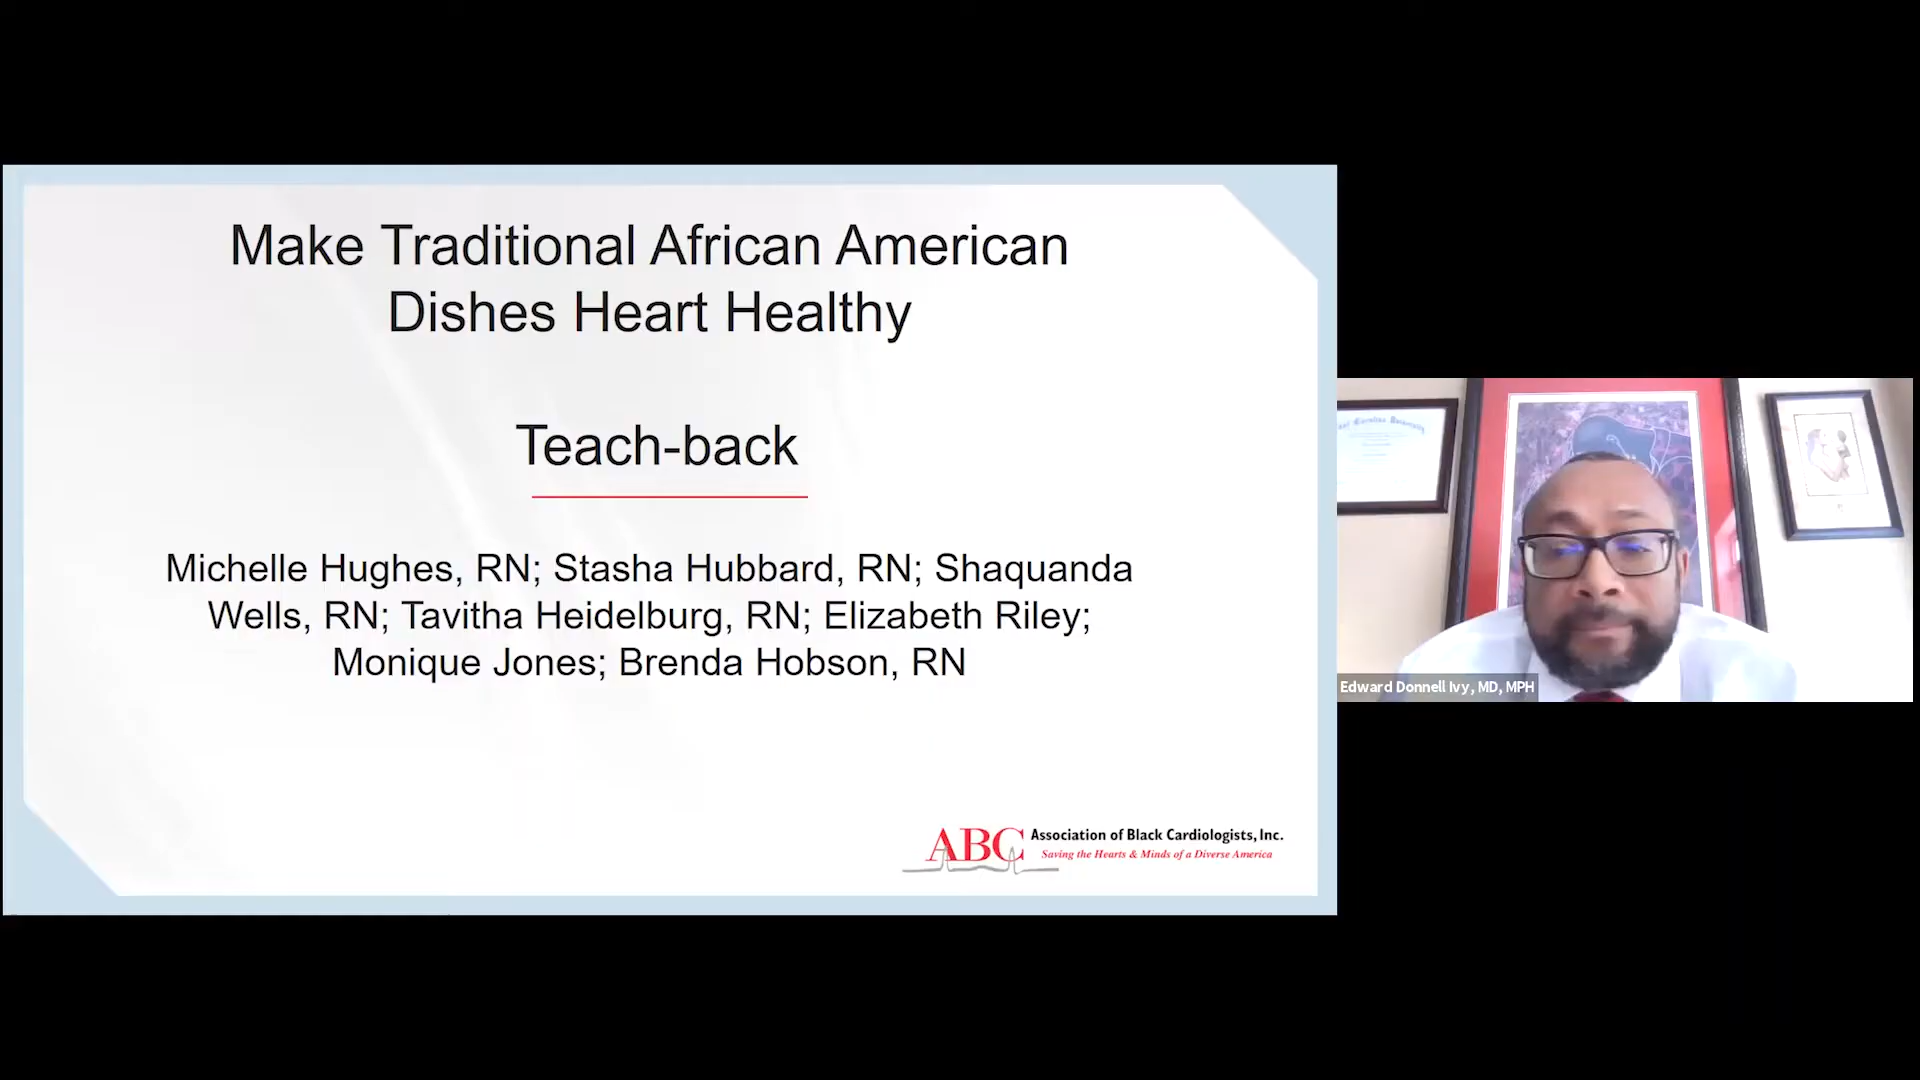 Make Traditional African American
Dishes Heart Healthy
Teach-back
Michelle Hughes, RN; Stasha Hubbard, RN; Shaquanda
Wells, RN; Tavitha Heidelburg, RN; Elizabeth Riley;
Monique Jones; Brenda Hobson, RN
ABC
Association of Black Cardiologists, Inc.
Saving the Hearts & Minds of a Diverse America
Edward Donnell Ivy, MD, MPH